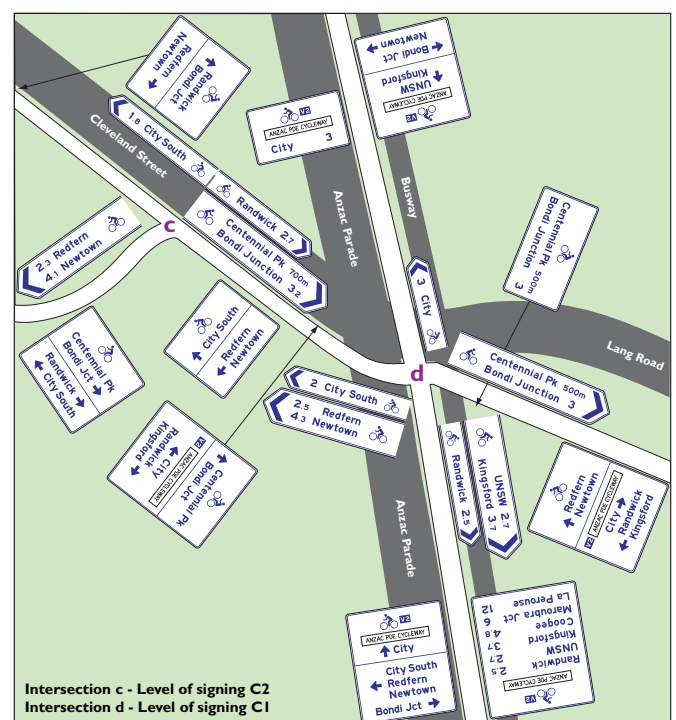 Redfern
Newtown
Randwick
Bondi Jct
Newtown
Bondi Jct
UNSW
Kingsford
ANZAC PDE CYCLEWAY
V2
V2
ANZAC PDE CYCLEWAY
City 3
1.8 City South
Randwick 2.7
Centennial Pk 700m
Bondi Junction 3.2
Cleveland Street
Anzac Parade
Busway
Centennial Pk 500m
Bondi Junction 3
c
2.3 Redfern
4.1 Newtown
3 City
Lang Road
City South
Redfern
Newtown
Centennial Pk
Bondi Jct
Randwick
City South
d
Centennial Pk 500m
Bondi Junction 3
2 City South
2.5 Redfern
4.3 Newtown
Centennial Pk
Bondi Jct
V2
ANZAC PDE CYCLEWAY
City
Randwick
Kingsford
Randwick 2.5
UNSW 2.7
Kingsford 3.7
Redfern
Newtown
V2
ANZAC PDE CYCLEWAY
City
Randwick
Kingsford
Anzac Parade
V2
ANZAC PDE CYCLEWAY
City
City South
Redfern
Newtown
Bondi Jct
V2
ANZAC PDE CYCLEWAY
Randwick 2.5
UNSW 2.7
Kingsford 3.7
Coogee 4.8
Maroubra Jct 6
La Perouse 12
Intersection c - Level of signing C2
Intersection d - Level of signing C1